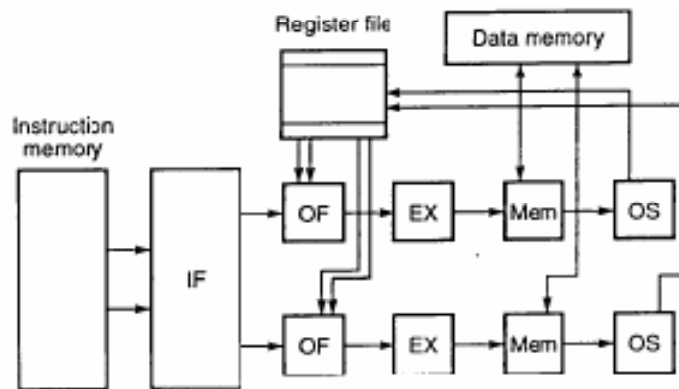 Register file
Data memory
Instruction
memory
IF
OF
EX
Mem
OS
OF
EX
Mem
OS